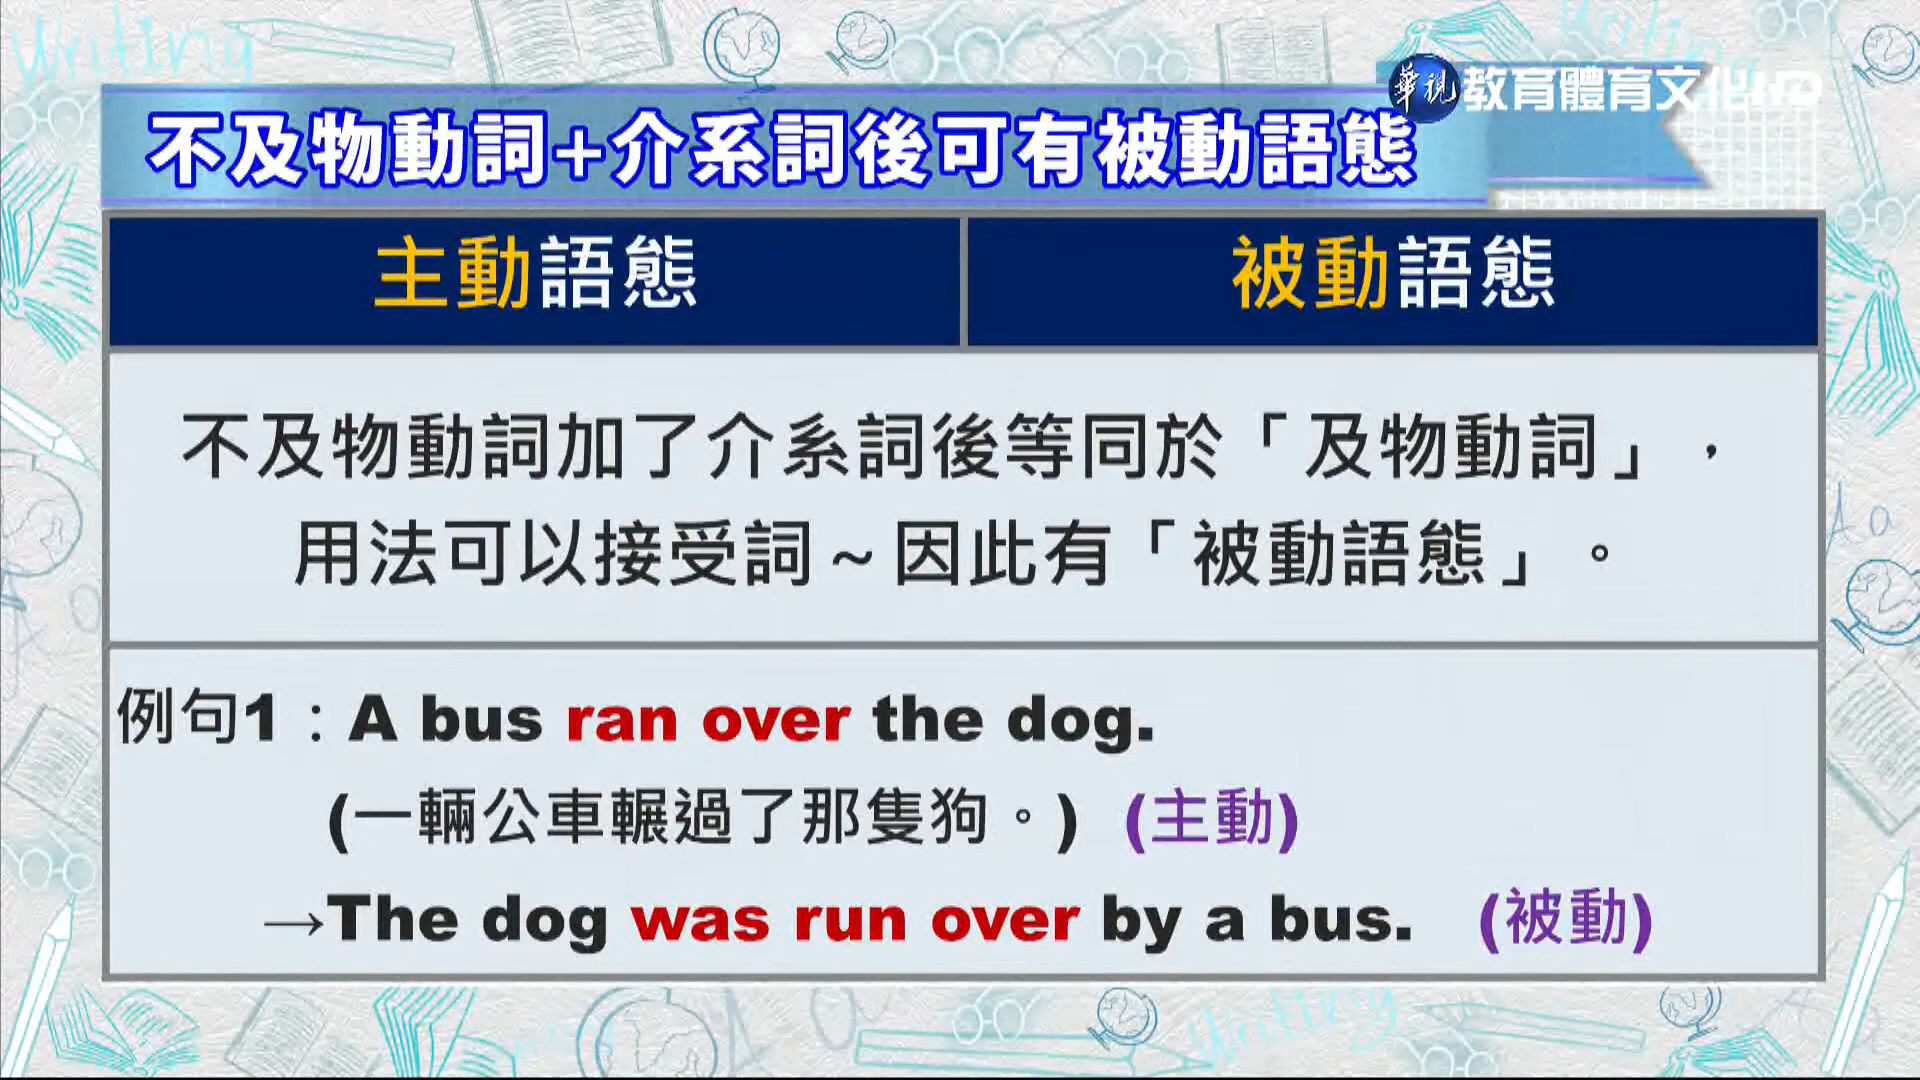 Writing
華視 教育體育文化HD
不及物動詞+介系詞後可有被動語態
主動語態
被動語態
不及物動詞加了介系詞後等同於「及物動詞」，
用法可以接受詞~因此有「被動語態」。
例句1：A bus ran over the dog.
(一輛公車輾過了那隻狗。) (主動)
→The dog was run over by a bus. (被動)
Writing